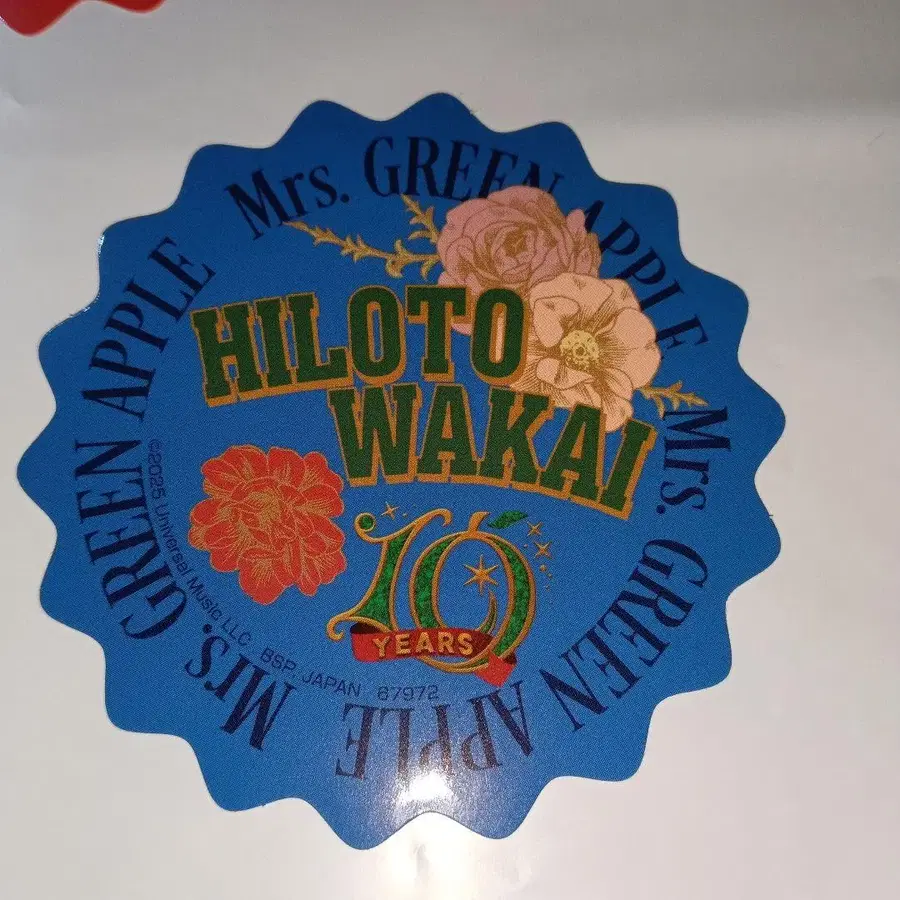 Mrs. GREEN APPLE Mrs. GREEN APPLE Mrs. GREEN APPLE
HILOTO
WAKAI
10
YEARS
©2025 Universal Music LLC BSP, JAPAN 67972